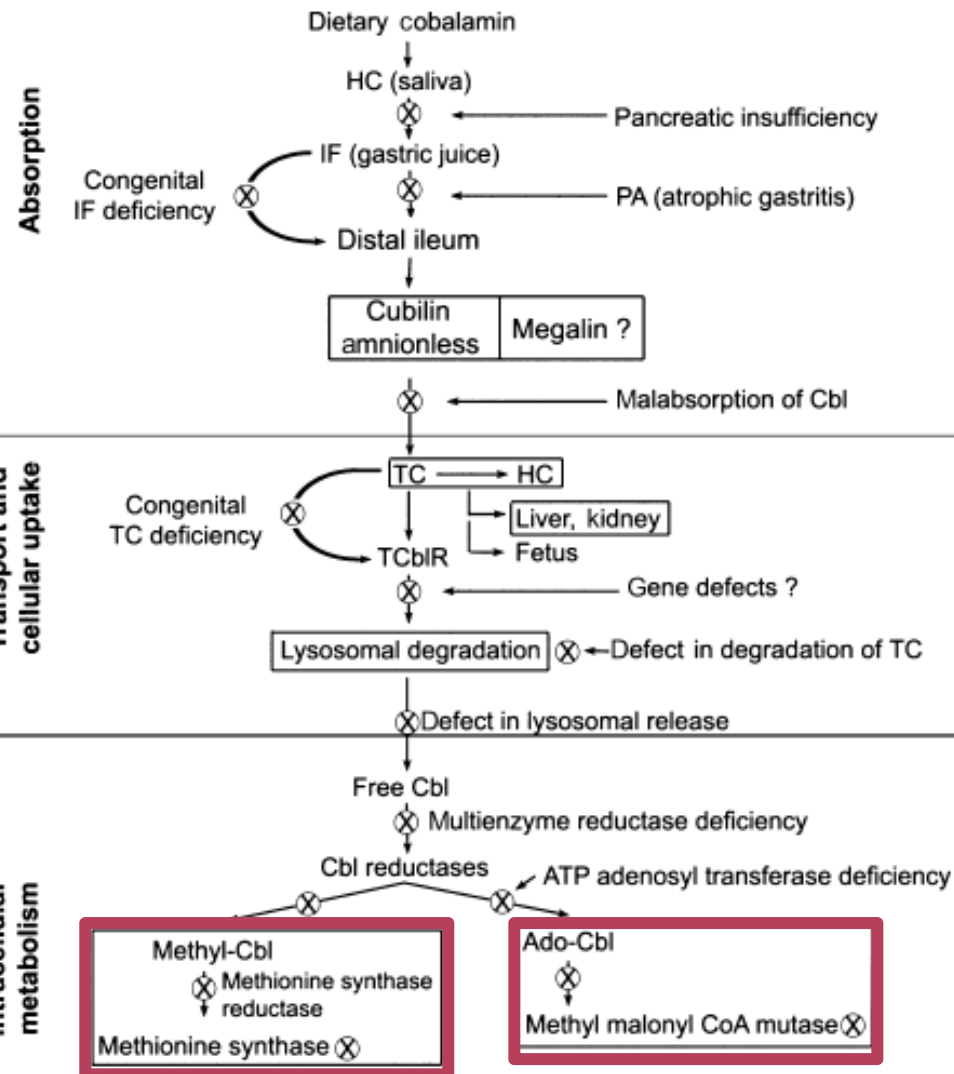 Dietary cobalamin
HC (saliva)
Pancreatic insufficiency
IF (gastric juice)
Congenital
IF deficiency
PA (atrophic gastritis)
Distal ileum
Cubilin
amnionless
Megalin ?
Malabsorption of Cbl
Absorption
TC
HC
Congenital
TC deficiency
Liver, kidney
Fetus
TCblR
Gene defects ?
Lysosomal degradation
Defect in degradation of TC
Defect in lysosomal release
cellular uptake
Free Cbl
Multienzyme reductase deficiency
Cbl reductases
ATP adenosyl transferase deficiency
Methyl-Cbl
Methionine synthase
reductase
Methionine synthase
Ado-Cbl
Methyl malonyl CoA mutase
metabolism